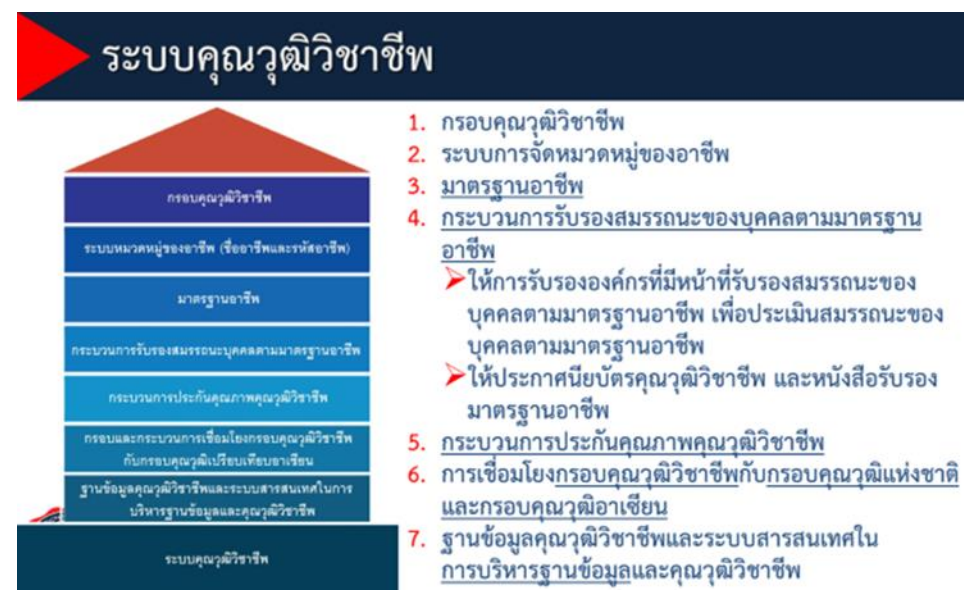 ระบบคุณวุฒิวิชาชีพ
กรอบคุณวุฒิวิชาชีพ
ระบบหมวดหมู่ของอาชีพ (ชื่ออาชีพและรหัสอาชีพ)
มาตรฐานอาชีพ
กระบวนการรับรองสมรรถนะบุคคลตามมาตรฐานอาชีพ
กระบวนการประกันคุณภาพคุณวุฒิวิชาชีพ
กรอบและกระบวนการเชื่อมโยงกรอบคุณวุฒิวิชาชีพ
กับกรอบคุณวุฒิเปรียบเทียบอาเซียน
ฐานข้อมูลคุณวุฒิวิชาชีพและระบบสารสนเทศในการ
บริหารฐานข้อมูลและคุณวุฒิวิชาชีพ
ระบบคุณวุฒิวิชาชีพ
1. กรอบคุณวุฒิวิชาชีพ
2. ระบบการจัดหมวดหมู่ของอาชีพ
3. มาตรฐานอาชีพ
4. กระบวนการรับรองสมรรถนะของบุคคลตามมาตรฐาน
อาชีพ
ให้การรับรององค์กรที่มีหน้าที่รับรองสมรรถนะของ
บุคคลตามมาตรฐานอาชีพ เพื่อประเมินสมรรถนะของ
บุคคลตามมาตรฐานอาชีพ
ให้ประกาศนียบัตรคุณวุฒิวิชาชีพ และหนังสือรับรอง
มาตรฐานอาชีพ
5. กระบวนการประกันคุณภาพคุณวุฒิวิชาชีพ
6. การเชื่อมโยงกรอบคุณวุฒิวิชาชีพกับกรอบคุณวุฒิแห่งชาติ
และกรอบคุณวุฒิอาเซียน
7. ฐานข้อมูลคุณวุฒิวิชาชีพและระบบสารสนเทศใน
การบริหารฐานข้อมูลและคุณวุฒิวิชาชีพ